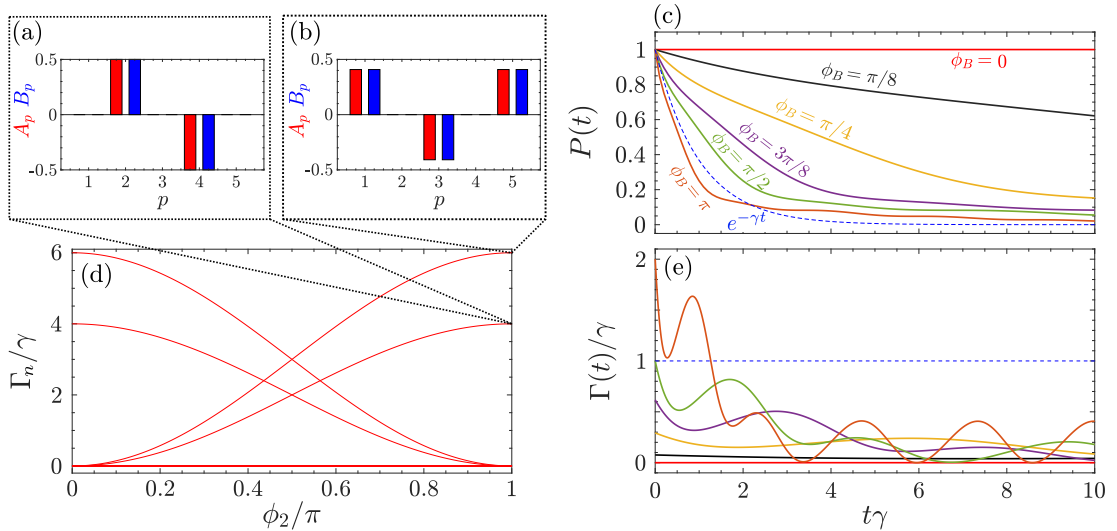 (a)
0.5
0
-0.5
A_p B_p
1 2 3 4 5
p
(b)
0.5
0
-0.5
A_p B_p
1 2 3 4 5
p
(c)
1
0.8
0.6
0.4
0.2
0
P(t)
ϕ_B = 0
ϕ_B = π/8
ϕ_B = π/4
ϕ_B = 3π/8
ϕ_B = π/2
ϕ_B = π
e^{-γt}
(d)
6
4
2
0
Γ_n/γ
0 0.2 0.4 0.6 0.8 1
ϕ_2/π
(e)
2
1
0
Γ(t)/γ
0 2 4 6 8 10
tγ